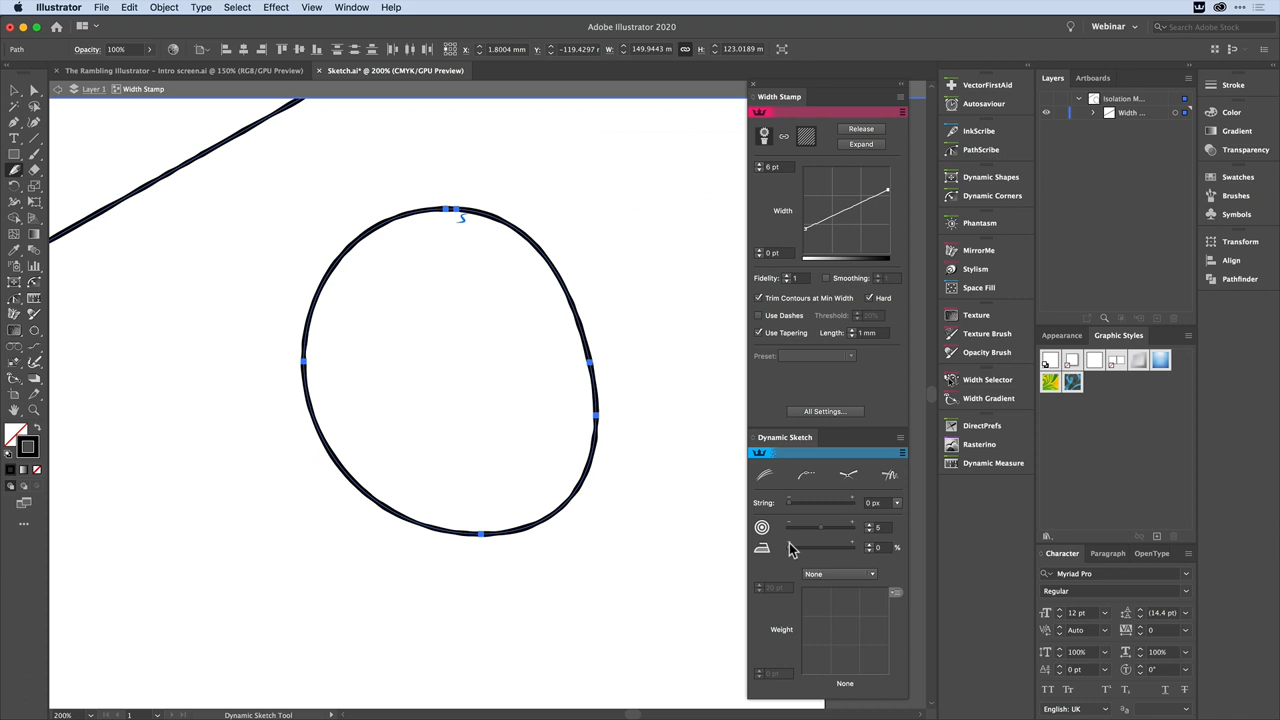 Illustrator File Edit Object Type Select Effect View Window Help
Adobe Illustrator 2020
Webinar
Search Adobe Stock
Path Opacity: 100% X: 1.8004 mm Y: -119.4297 W: 149.9443 m H: 123.0189 m
The Rambling Illustrator - Intro screen.ai @ 150% (RGB/GPU Preview)
Sketch.ai* @ 200% (CMYK/GPU Preview)
Layer 1 Width Stamp
Width Stamp
Release
Expand
6 pt
Width
0 pt
Fidelity: 1 Smoothing: 1
Trim Contours at Min Width Hard
Use Dashes Threshold: 20%
Use Tapering Length: 1 mm
Preset:
All Settings...
Dynamic Sketch
String: 0 px
5
0 %
None
20 pt
Weight
0 pt
None
VectorFirstAid
Autosaviour
InkScribe
PathScribe
Dynamic Shapes
Dynamic Corners
Phantasm
MirrorMe
Stylism
Space Fill
Texture
Texture Brush
Opacity Brush
Width Selector
Width Gradient
DirectPrefs
Rasterino
Dynamic Measure
Layers Artboards
Isolation M...
Width ...
Appearance Graphic Styles
Character Paragraph OpenType
Myriad Pro
Regular
12 pt (14.4 pt)
Auto 0
100% 100%
0 pt 0°
English: UK
Stroke
Color
Gradient
Transparency
Swatches
Brushes
Symbols
Transform
Align
Pathfinder
200% 1 Dynamic Sketch Tool